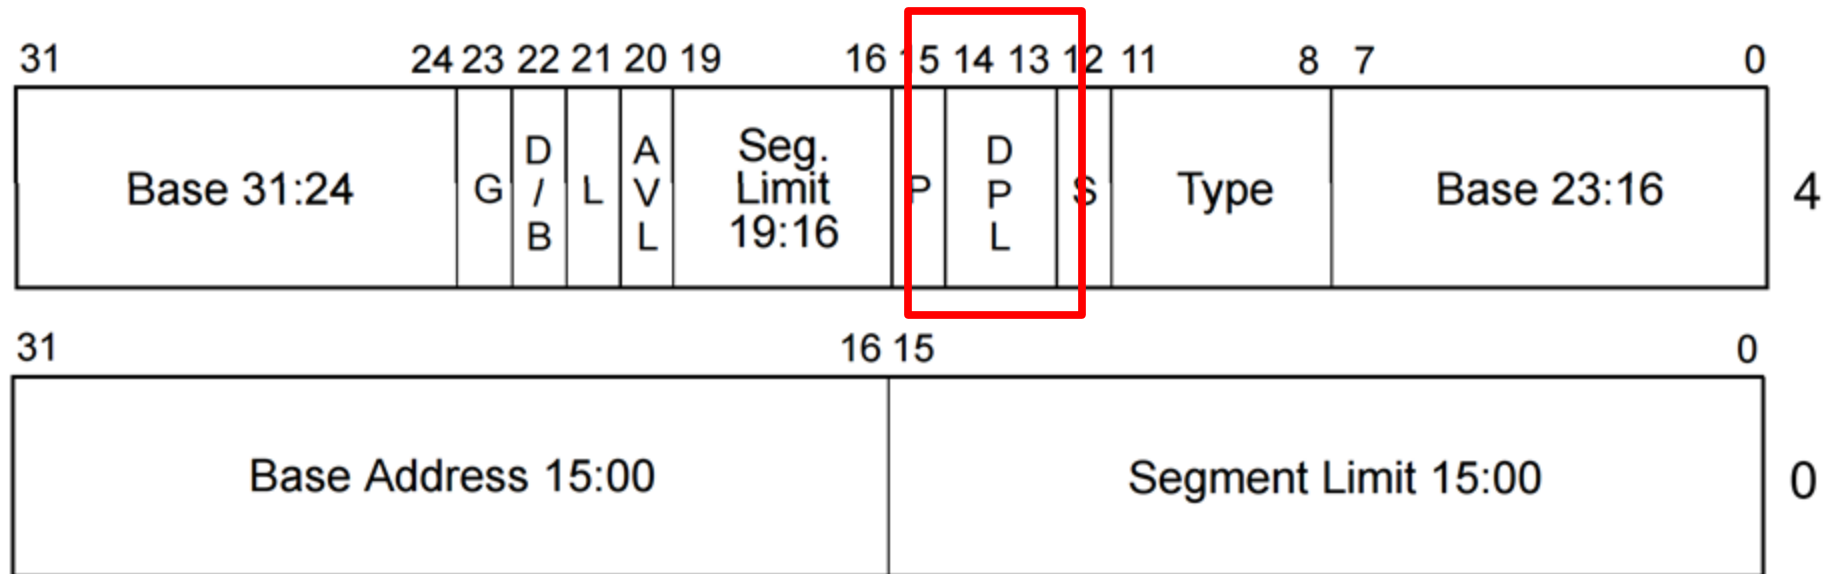 31 24 23 22 21 20 19 16 15 14 13 12 11 8 7 0
Base 31:24 G D/B L AVL Seg. Limit 19:16 P DPL S Type Base 23:16 4
31 16 15 0
Base Address 15:00 Segment Limit 15:00 0